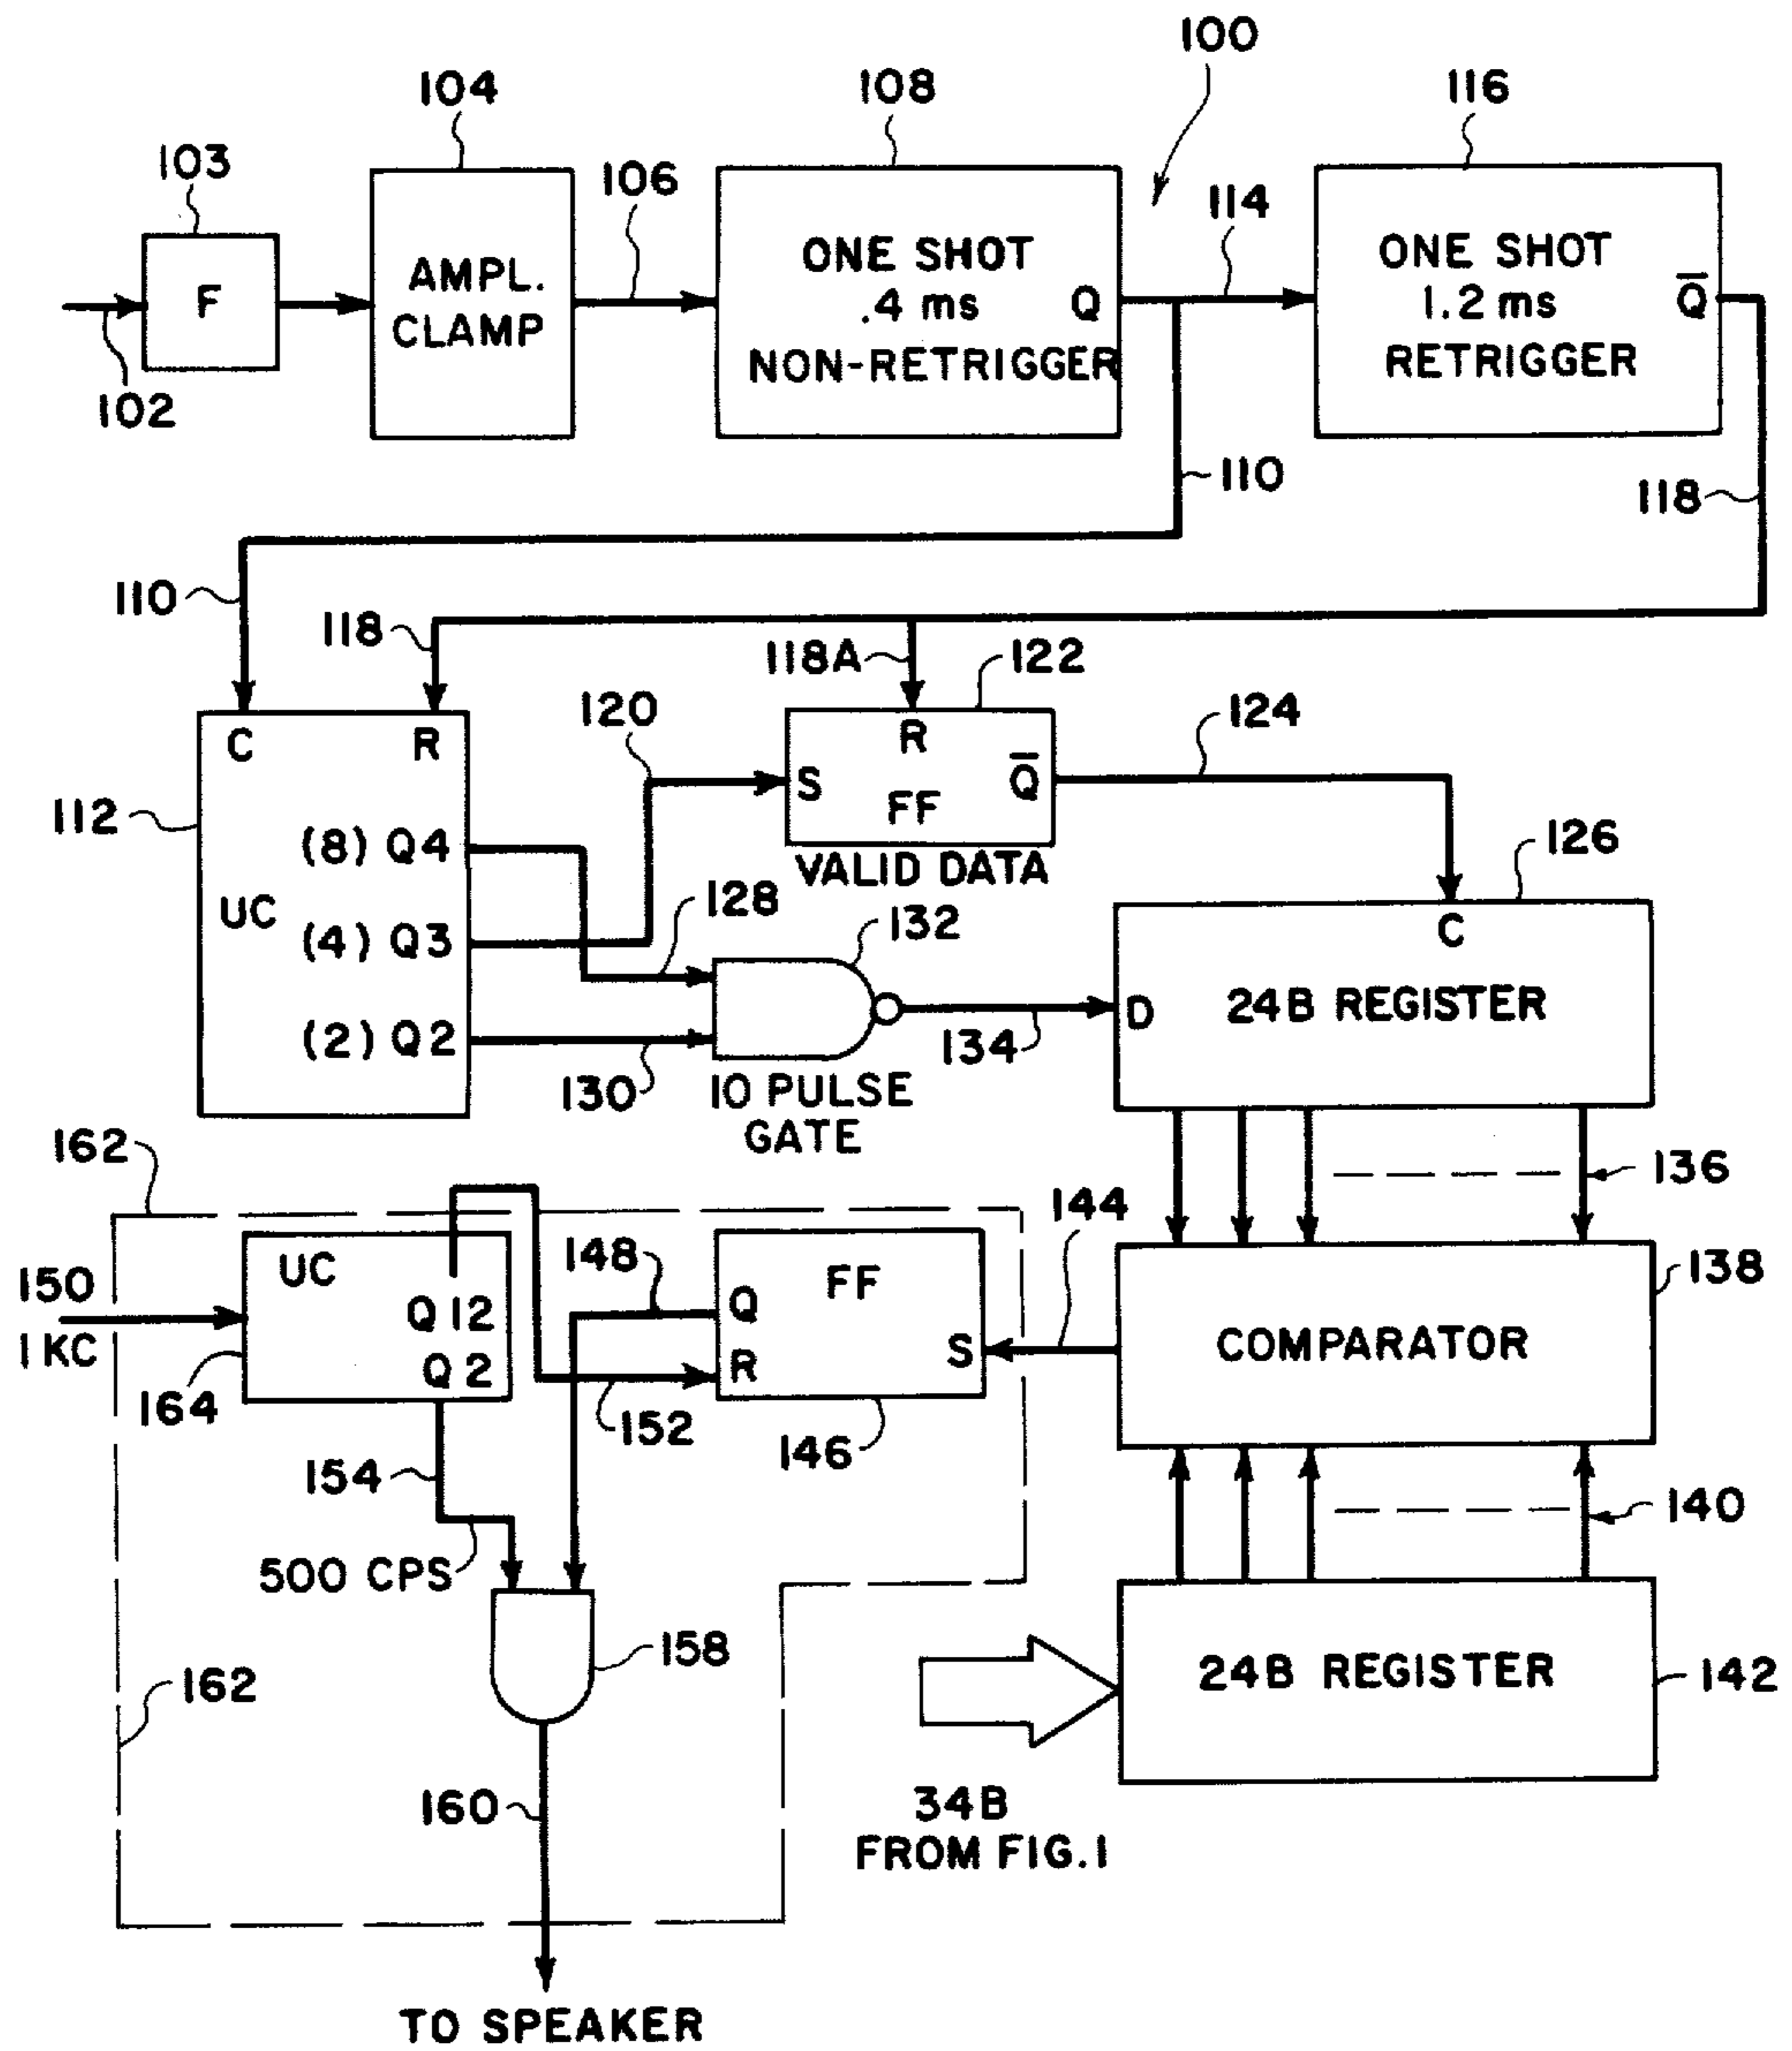 100
104
108
116
103
106
114
ONE SHOT
.4 ms
NON-RETRIGGER
Q
ONE SHOT
1.2 ms
RETRIGGER
Q̅
AMPL.
CLAMP
F
102
110
118
110
118
118A
122
120
124
C
R
R
S
Q̅
FF
112
(8) Q4
VALID DATA
126
128
132
UC
(4) Q3
C
24B REGISTER
D
(2) Q2
130
134
10 PULSE
GATE
162
136
144
148
UC
FF
138
150
Q 12
Q
1 KC
Q 2
R
S
COMPARATOR
164
152
146
154
140
500 CPS
158
162
24B REGISTER
142
160
34B
FROM FIG.1
TO SPEAKER